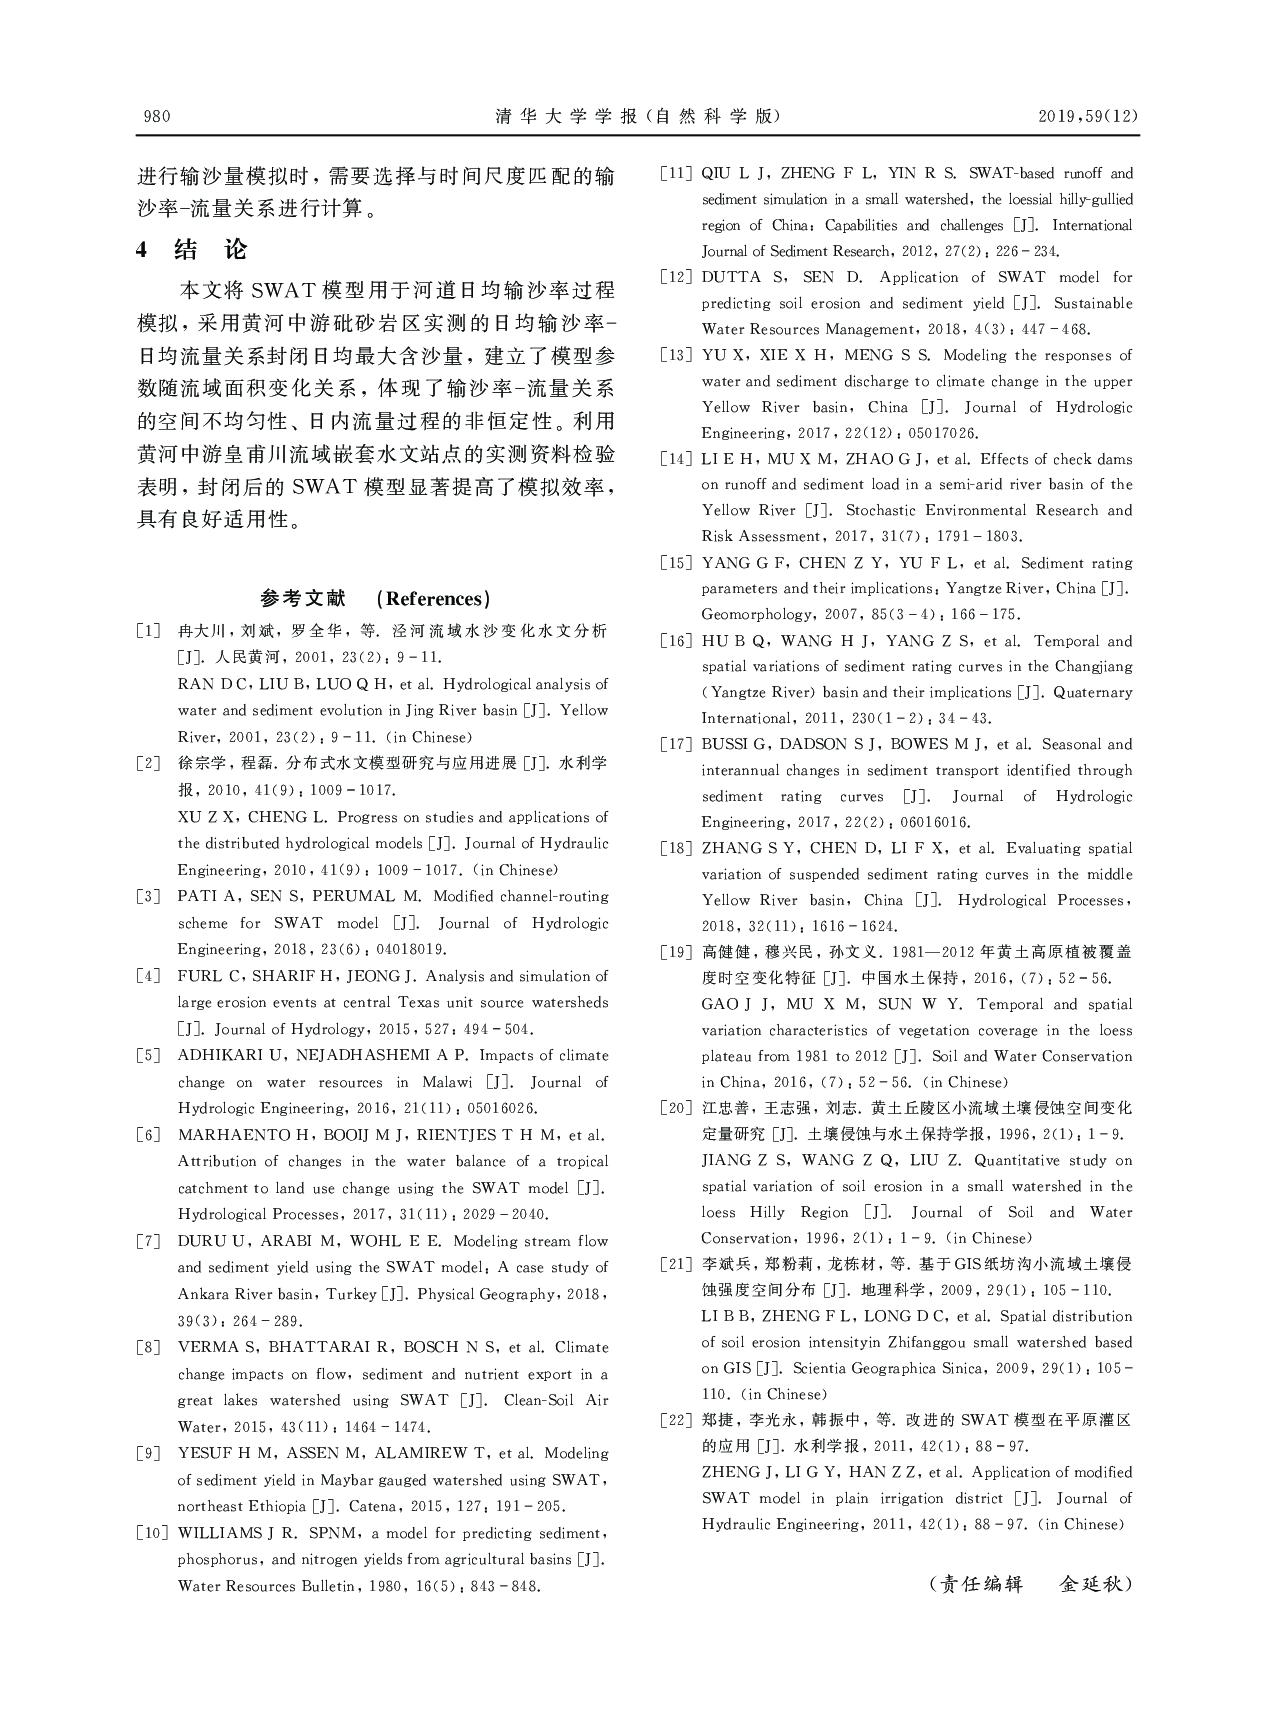 980
清华大学学报(自然科学版)
2019,59(12)
进行输沙量模拟时,需要选择与时间尺度匹配的输
沙率-流量关系进行计算。
4 结 论
本文将 SWAT 模型用于河道日均输沙率过程
模拟,采用黄河中游砒砂岩区实测的日均输沙率-
日均流量关系封闭日均最大含沙量,建立了模型参
数随流域面积变化关系,体现了输沙率-流量关系
的空间不均匀性、日内流量过程的非恒定性。利用
黄河中游皇甫川流域嵌套水文站点的实测资料检验
表明,封闭后的 SWAT 模型显著提高了模拟效率,
具有良好适用性。
参考文献 (References)
[1] 冉大川,刘斌,罗全华,等. 泾河流域水沙变化水文分析
[J]. 人民黄河, 2001, 23(2): 9-11.
RAN D C, LIU B, LUO Q H, et al. Hydrological analysis of
water and sediment evolution in Jing River basin [J]. Yellow
River, 2001, 23(2): 9-11. (in Chinese)
[2] 徐宗学,程磊. 分布式水文模型研究与应用进展 [J]. 水利学
报, 2010, 41(9): 1009-1017.
XU Z X, CHENG L. Progress on studies and applications of
the distributed hydrological models [J]. Journal of Hydraulic
Engineering, 2010, 41(9): 1009-1017. (in Chinese)
[3] PATI A, SEN S, PERUMAL M. Modified channel-routing
scheme for SWAT model [J]. Journal of Hydrologic
Engineering, 2018, 23(6): 04018019.
[4] FURL C, SHARIF H, JEONG J. Analysis and simulation of
large erosion events at central Texas unit source watersheds
[J]. Journal of Hydrology, 2015, 527: 494-504.
[5] ADHIKARI U, NEJADHASHEMI A P. Impacts of climate
change on water resources in Malawi [J]. Journal of
Hydrologic Engineering, 2016, 21(11): 05016026.
[6] MARHAENTO H, BOOIJ M J, RIENTJES T H M, et al.
Attribution of changes in the water balance of a tropical
catchment to land use change using the SWAT model [J].
Hydrological Processes, 2017, 31(11): 2029-2040.
[7] DURU U, ARABI M, WOHL E E. Modeling stream flow
and sediment yield using the SWAT model: A case study of
Ankara River basin, Turkey [J]. Physical Geography, 2018,
39(3): 264-289.
[8] VERMA S, BHATTARAI R, BOSCH N S, et al. Climate
change impacts on flow, sediment and nutrient export in a
great lakes watershed using SWAT [J]. Clean-Soil Air
Water, 2015, 43(11): 1464-1474.
[9] YESUF H M, ASSEN M, ALAMIREW T, et al. Modeling
of sediment yield in Maybar gauged watershed using SWAT,
northeast Ethiopia [J]. Catena, 2015, 127: 191-205.
[10] WILLIAMS J R. SPNM, a model for predicting sediment,
phosphorus, and nitrogen yields from agricultural basins [J].
Water Resources Bulletin, 1980, 16(5): 843-848.
[11] QIU L J, ZHENG F L, YIN R S. SWAT-based runoff and
sediment simulation in a small watershed, the loessial hilly-gullied
region of China: Capabilities and challenges [J]. International
Journal of Sediment Research, 2012, 27(2): 226-234.
[12] DUTTA S, SEN D. Application of SWAT model for
predicting soil erosion and sediment yield [J]. Sustainable
Water Resources Management, 2018, 4(3): 447-468.
[13] YU X, XIE X H, MENG S S. Modeling the responses of
water and sediment discharge to climate change in the upper
Yellow River basin, China [J]. Journal of Hydrologic
Engineering, 2017, 22(12): 05017026.
[14] LI E H, MU X M, ZHAO G J, et al. Effects of check dams
on runoff and sediment load in a semi-arid river basin of the
Yellow River [J]. Stochastic Environmental Research and
Risk Assessment, 2017, 31(7): 1791-1803.
[15] YANG G F, CHEN Z Y, YU F L, et al. Sediment rating
parameters and their implications: Yangtze River, China [J].
Geomorphology, 2007, 85(3-4): 166-175.
[16] HU B Q, WANG H J, YANG Z S, et al. Temporal and
spatial variations of sediment rating curves in the Changjiang
(Yangtze River) basin and their implications [J]. Quaternary
International, 2011, 230(1-2): 34-43.
[17] BUSSI G, DADSON S J, BOWES M J, et al. Seasonal and
interannual changes in sediment transport identified through
sediment rating curves [J]. Journal of Hydrologic
Engineering, 2017, 22(2): 06016016.
[18] ZHANG S Y, CHEN D, LI F X, et al. Evaluating spatial
variation of suspended sediment rating curves in the middle
Yellow River basin, China [J]. Hydrological Processes,
2018, 32(11): 1616-1624.
[19] 高健健,穆兴民,孙文义. 1981—2012 年黄土高原植被覆盖
度时空变化特征 [J]. 中国水土保持, 2016, (7): 52-56.
GAO J J, MU X M, SUN W Y. Temporal and spatial
variation characteristics of vegetation coverage in the loess
plateau from 1981 to 2012 [J]. Soil and Water Conservation
in China, 2016, (7): 52-56. (in Chinese)
[20] 江忠善,王志强,刘志. 黄土丘陵区小流域土壤侵蚀空间变化
定量研究 [J]. 土壤侵蚀与水土保持学报, 1996, 2(1): 1-9.
JIANG Z S, WANG Z Q, LIU Z. Quantitative study on
spatial variation of soil erosion in a small watershed in the
loess Hilly Region [J]. Journal of Soil and Water
Conservation, 1996, 2(1): 1-9. (in Chinese)
[21] 李斌兵,郑粉莉,龙栋材,等. 基于GIS纸坊沟小流域土壤侵
蚀强度空间分布 [J]. 地理科学, 2009, 29(1): 105-110.
LI B B, ZHENG F L, LONG D C, et al. Spatial distribution
of soil erosion intensityin Zhifanggou small watershed based
on GIS [J]. Scientia Geographica Sinica, 2009, 29(1): 105-
110. (in Chinese)
[22] 郑捷,李光永,韩振中,等. 改进的 SWAT 模型在平原灌区
的应用 [J]. 水利学报, 2011, 42(1): 88-97.
ZHENG J, LI G Y, HAN Z Z, et al. Application of modified
SWAT model in plain irrigation district [J]. Journal of
Hydraulic Engineering, 2011, 42(1): 88-97. (in Chinese)
(责任编辑 金延秋)